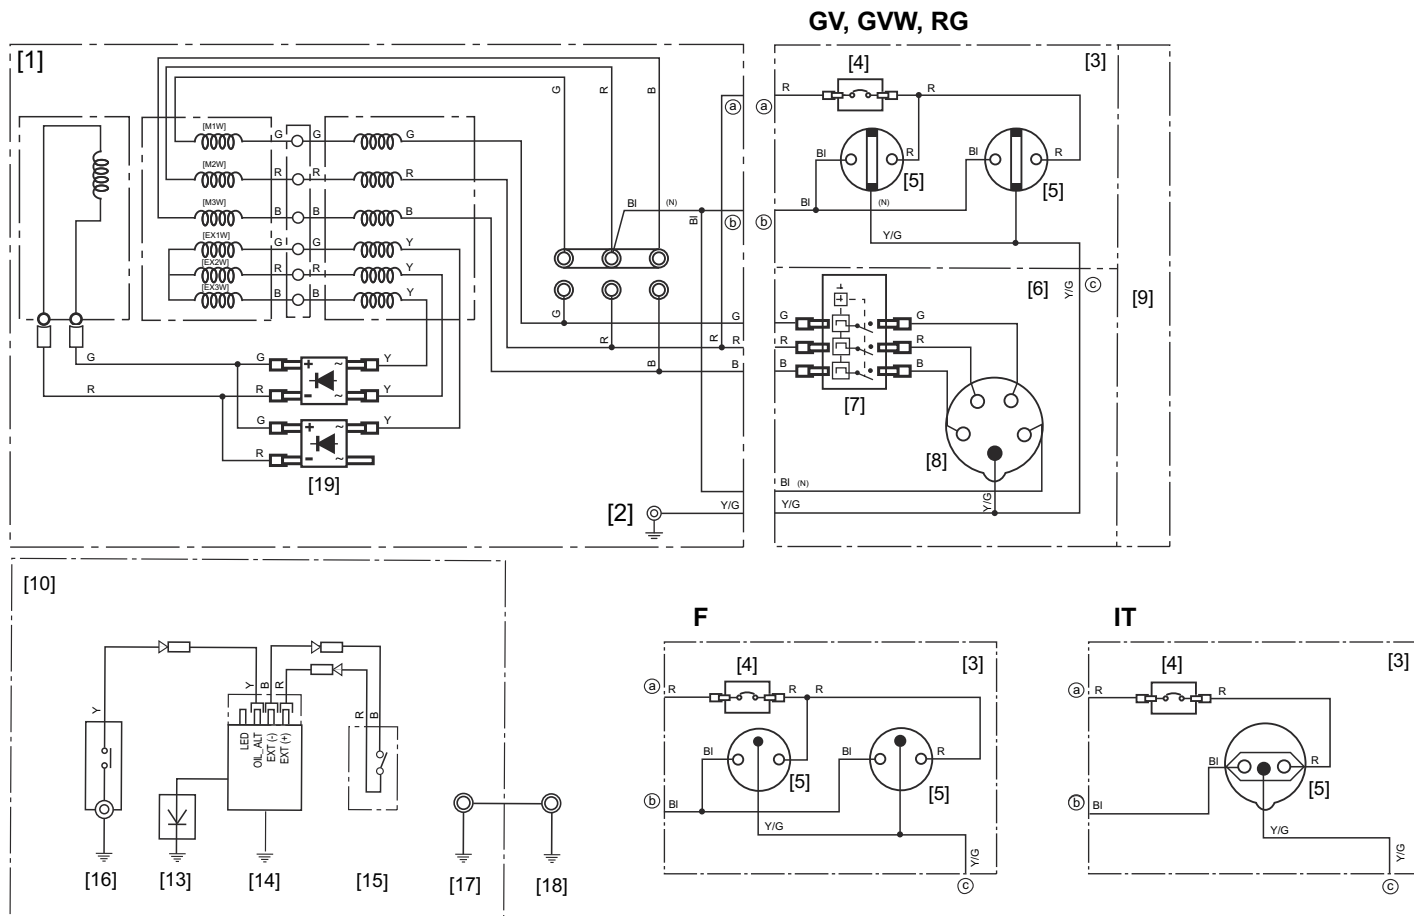 GV, GVW, RG
[1]
[M1W] G G G
[M2W] R R R
[M3W] B B B
[EX1W] G G Y
[EX2W] R R Y
[EX3W] B B Y
G R B
Bl (N)
Bl
a
b
G R B
G
R
R
B
G G + ~ Y
R R - ~ Y
G + ~ Y
R - ~
[19]
[2] Y/G
[3]
[4]
a R R
Bl R [5]
Bl R [5]
b Bl (N)
Y/G
[6] Y/G c [9]
G G
R R
B B
[7]
[8]
Bl (N)
Y/G Y/G
[10]
Y B R
Y
LED
OIL_ALT
EXT (-)
EXT (+)
R B
[16] [13] [14] [15] [17] [18]
F
[3]
[4]
a R R R
Bl [5]
Bl R [5]
b Bl
Y/G
Y/G
c
IT
[3]
[4]
a R R
Bl R [5]
b Bl
Y/G
Y/G
c